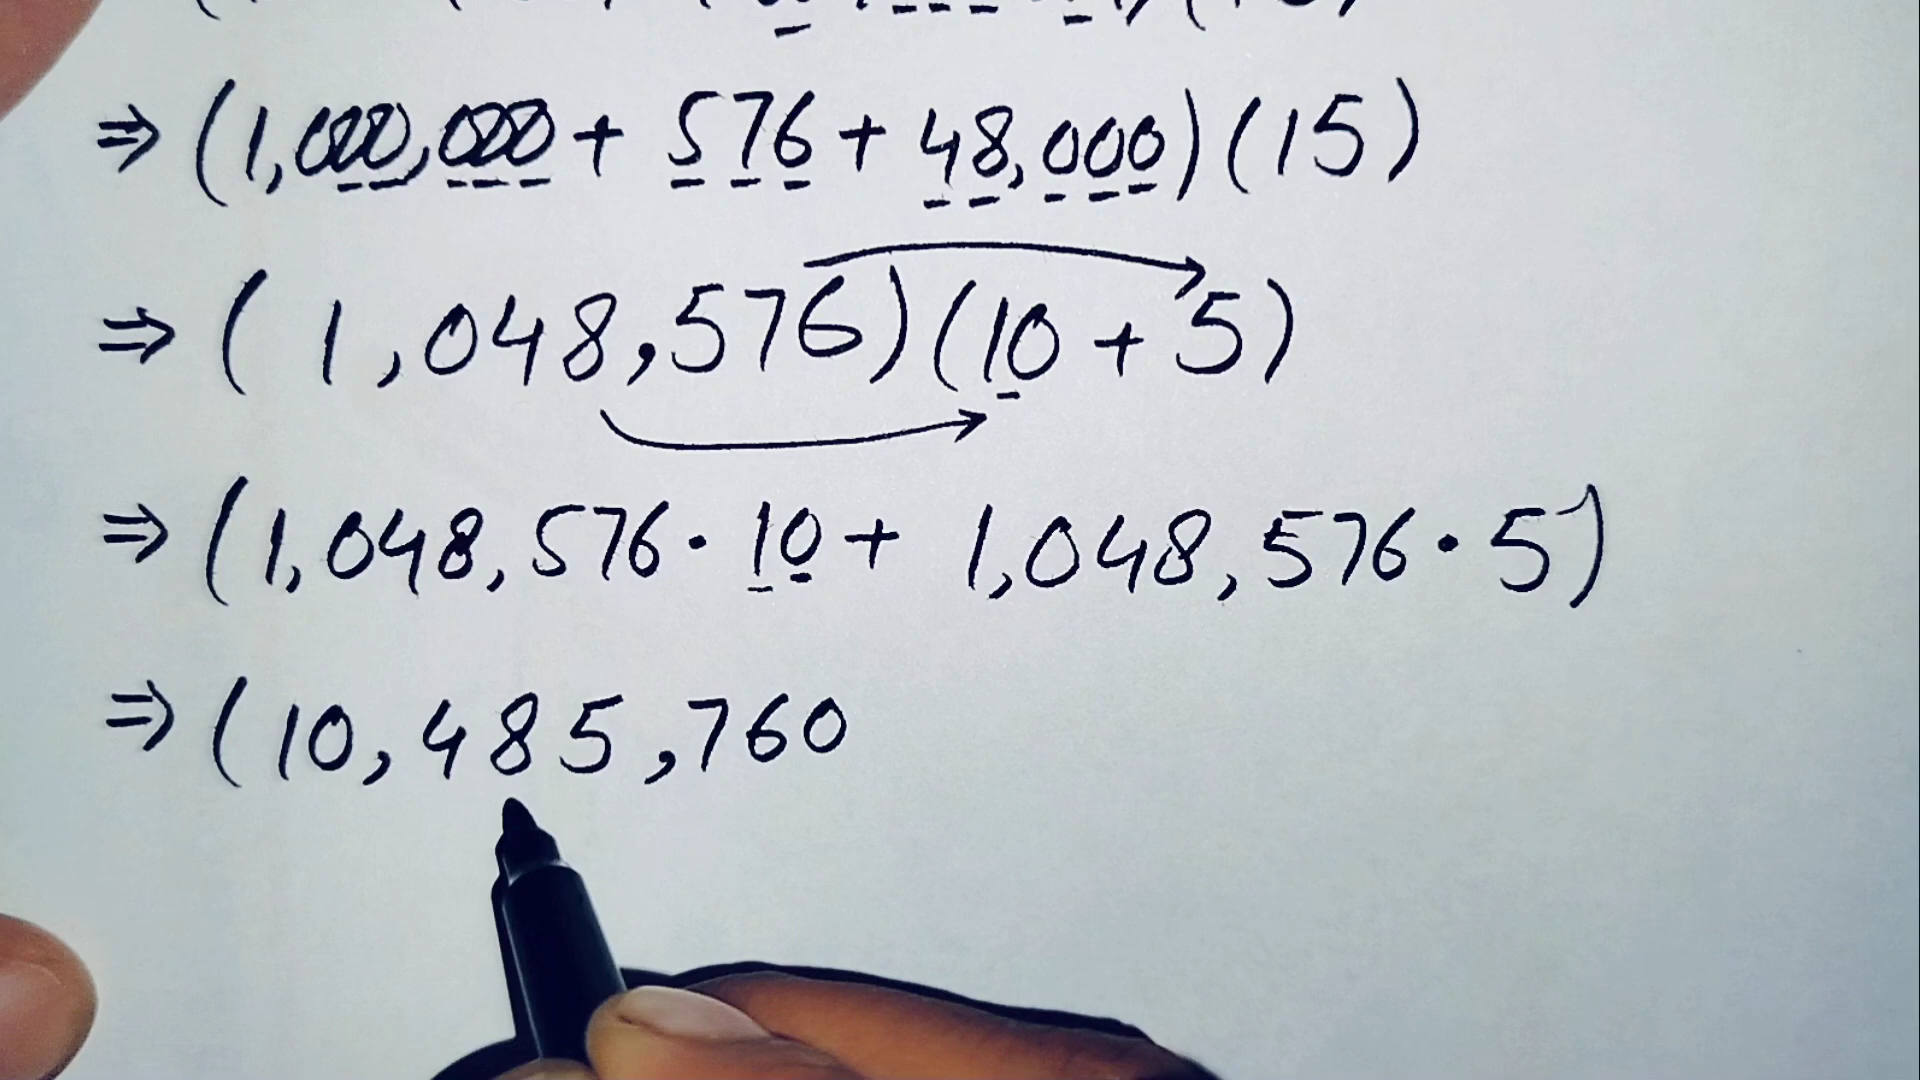 ⇒ (1,000,000 + 576 + 48,000)(15)
⇒ (1,048,576)(10 + 5)
⇒ (1,048,576 · 10 + 1,048,576 · 5)
⇒ (10,485,760